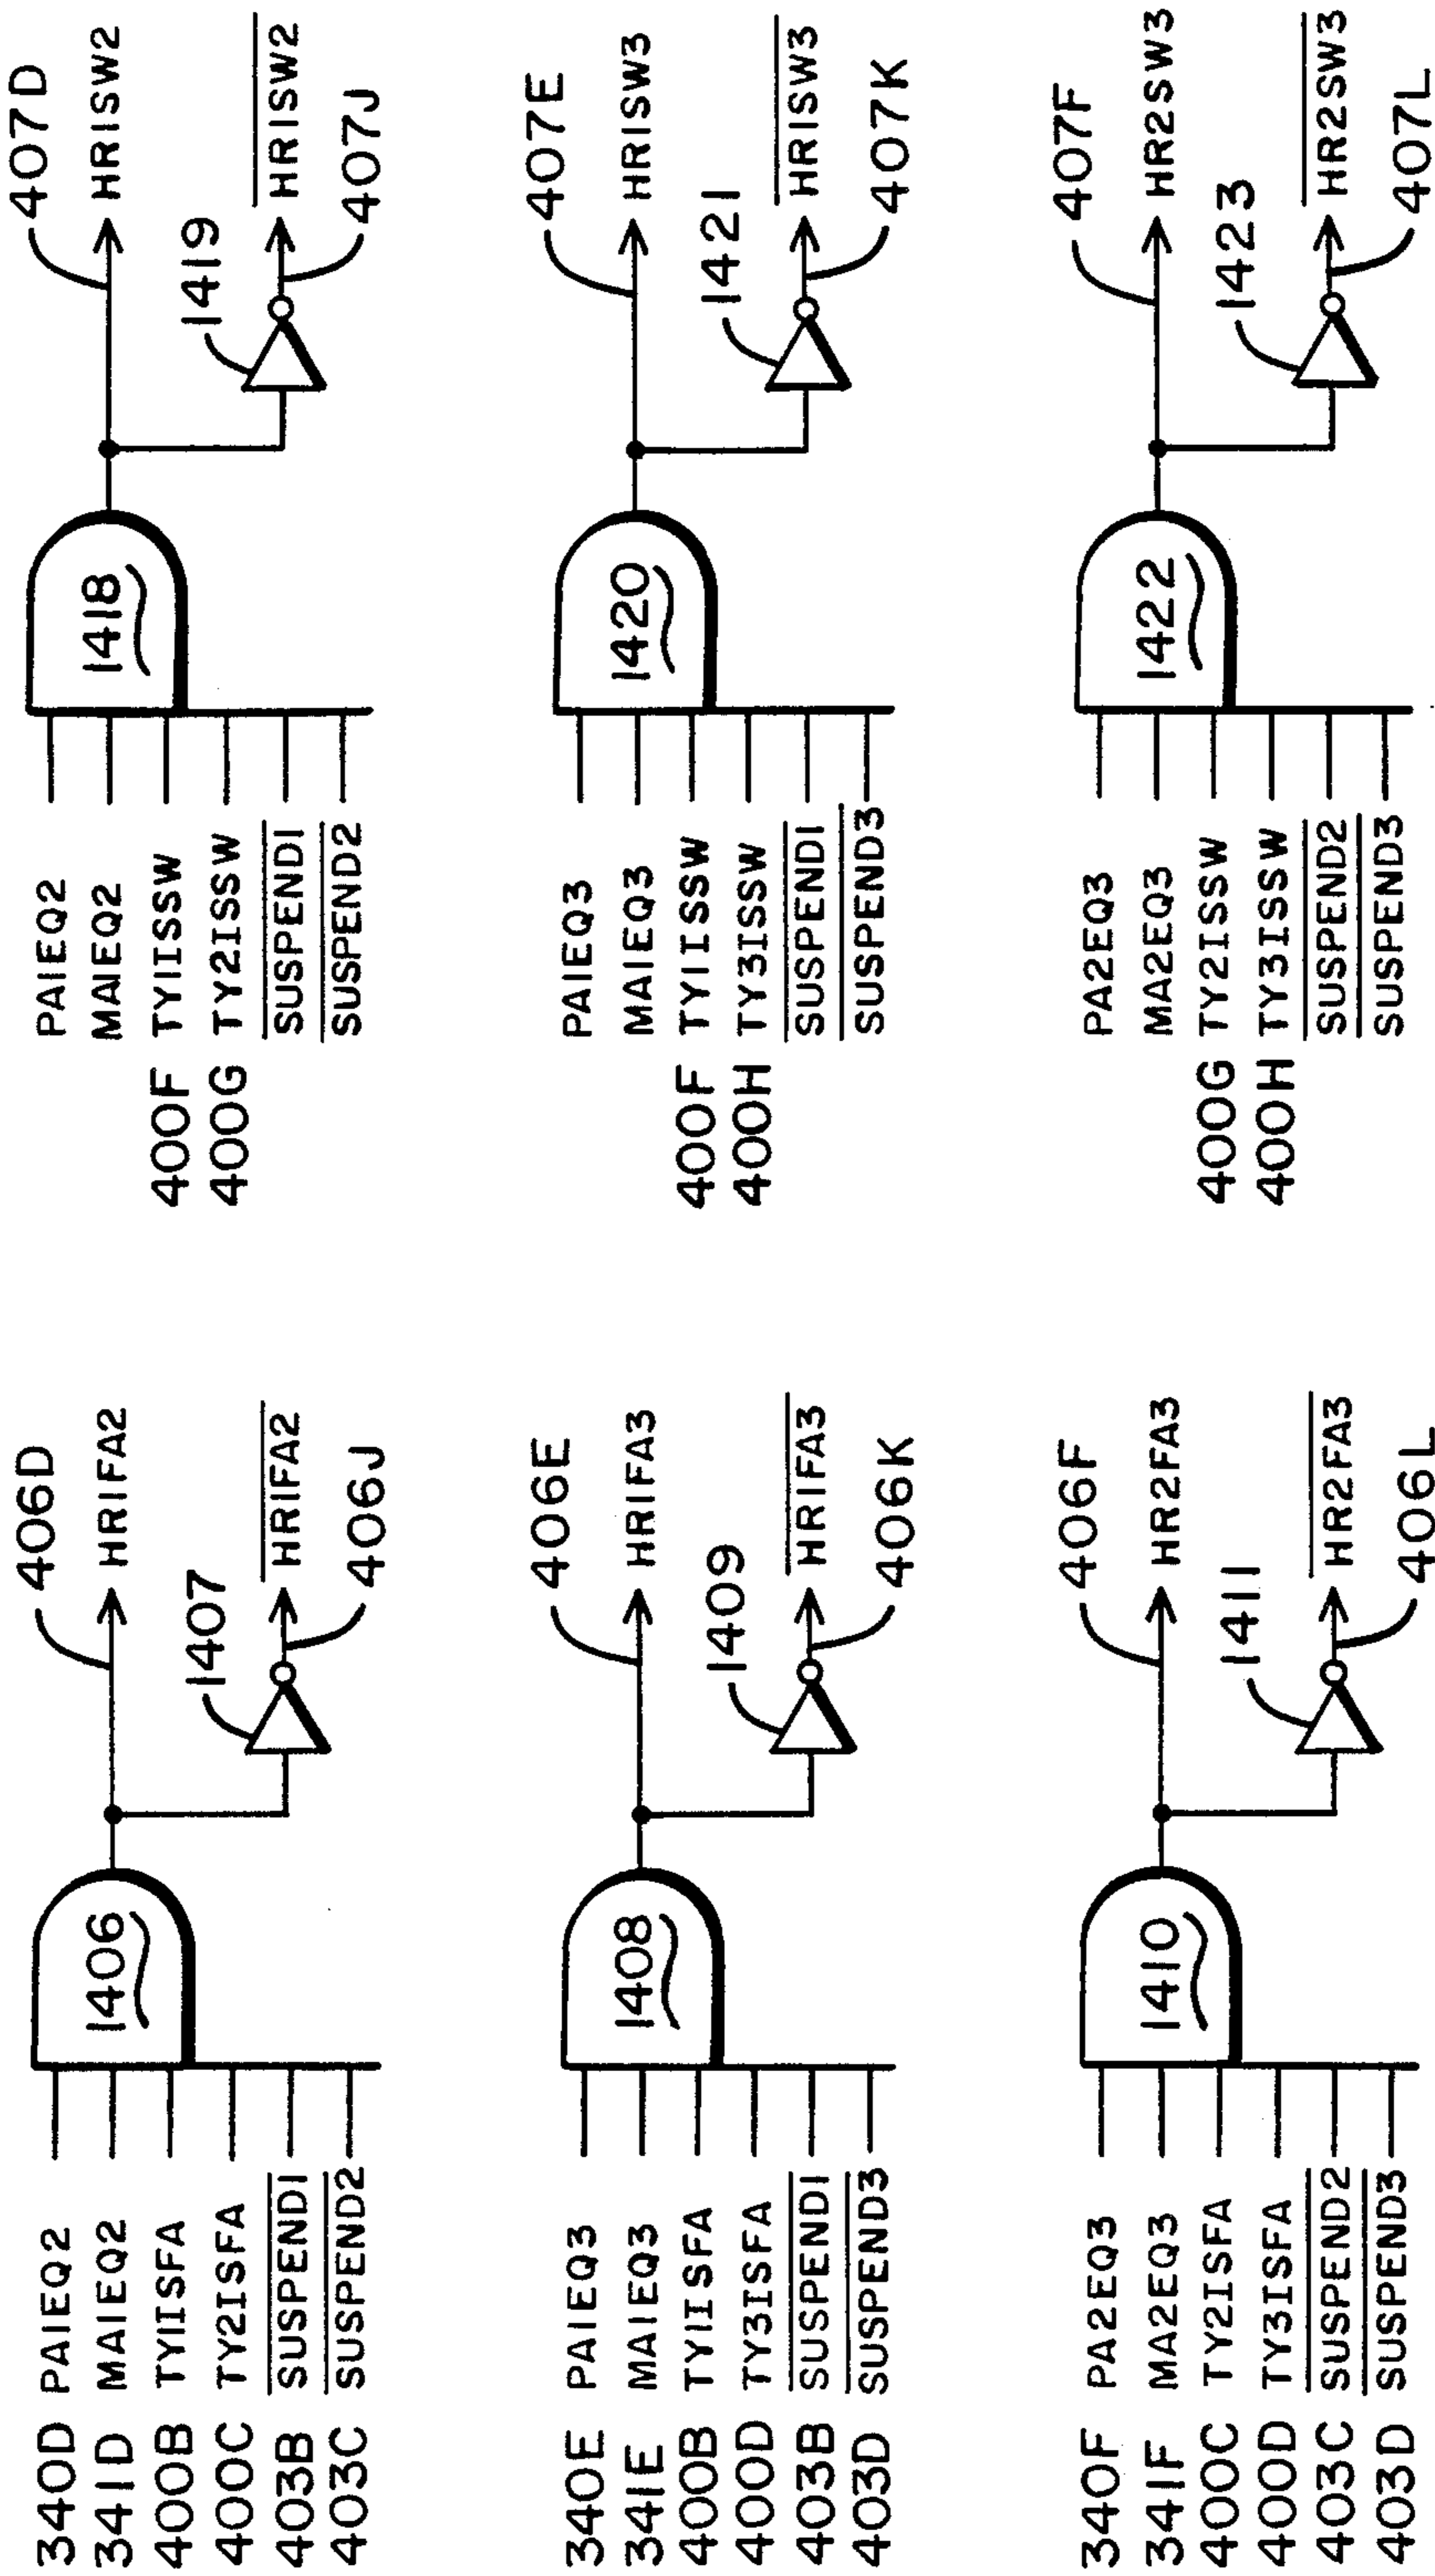 340D PA1EQ2
341D MA1EQ2
400B TY1ISFA
400C TY2ISFA
403B SUSPEND1
403C SUSPEND2
1406
406D
HR1FA2
1407
HR1FA2
406J
PA1EQ2
MA1EQ2
400F TY1ISSW
400G TY2ISSW
SUSPEND1
SUSPEND2
1418
407D
HR1SW2
1419
HR1SW2
407J
340E PA1EQ3
341E MA1EQ3
400B TY1ISFA
400D TY3ISFA
403B SUSPEND1
403D SUSPEND3
1408
406E
HR1FA3
1409
HR1FA3
406K
PA1EQ3
MA1EQ3
400F TY1ISSW
400H TY3ISSW
SUSPEND1
SUSPEND3
1420
407E
HR1SW3
1421
HR1SW3
407K
340F PA2EQ3
341F MA2EQ3
400C TY2ISFA
400D TY3ISFA
403C SUSPEND2
403D SUSPEND3
1410
406F
HR2FA3
1411
HR2FA3
406L
PA2EQ3
MA2EQ3
400G TY2ISSW
400H TY3ISSW
SUSPEND2
SUSPEND3
1422
407F
HR2SW3
1423
HR2SW3
407L